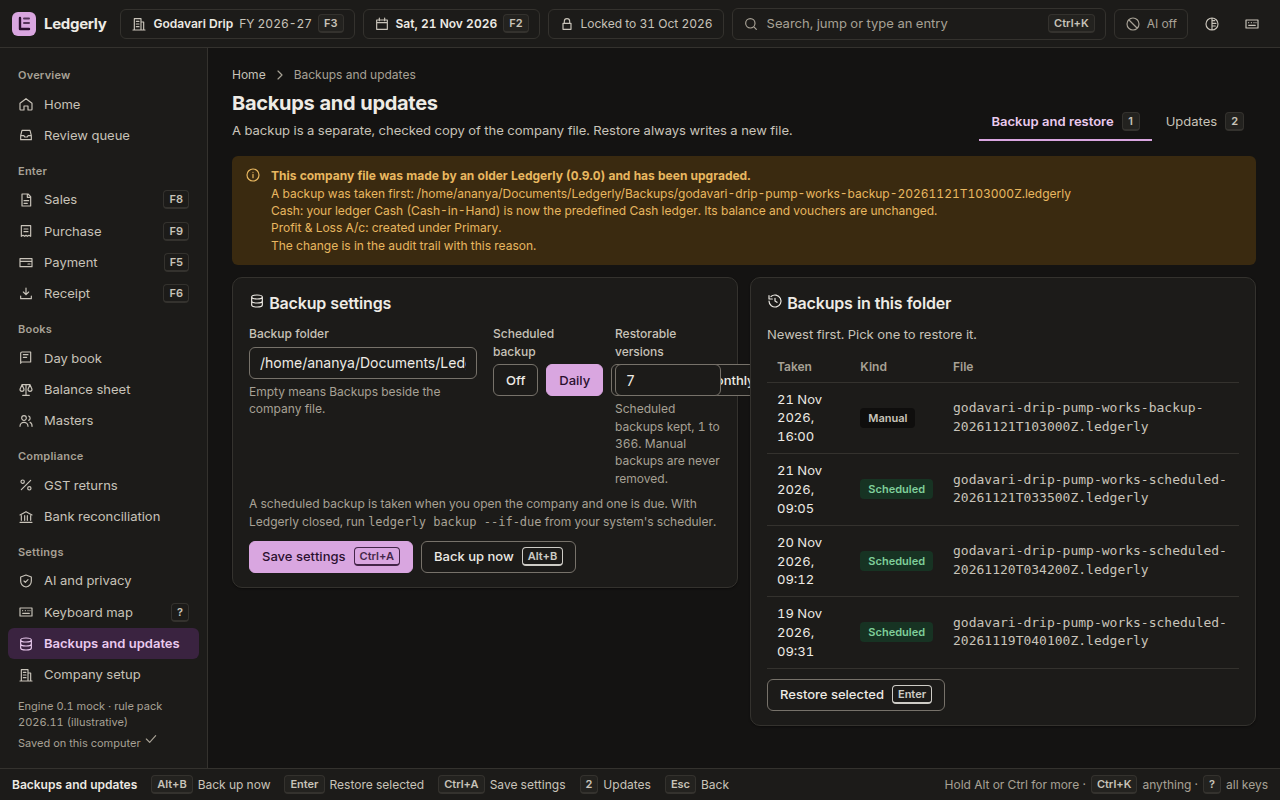 Ledgerly
Godavari Drip FY 2026-27 F3
Sat, 21 Nov 2026 F2
Locked to 31 Oct 2026
Search, jump or type an entry Ctrl+K
AI off
Overview
Home
Review queue
Enter
Sales F8
Purchase F9
Payment F5
Receipt F6
Books
Day book
Balance sheet
Masters
Compliance
GST returns
Bank reconciliation
Settings
AI and privacy
Keyboard map ?
Backups and updates
Company setup
Engine 0.1 mock · rule pack
2026.11 (illustrative)
Saved on this computer
Home Backups and updates
Backups and updates
A backup is a separate, checked copy of the company file. Restore always writes a new file.
Backup and restore 1
Updates 2
This company file was made by an older Ledgerly (0.9.0) and has been upgraded.
A backup was taken first: /home/ananya/Documents/Ledgerly/Backups/godavari-drip-pump-works-backup-20261121T103000Z.ledgerly
Cash: your ledger Cash (Cash-in-Hand) is now the predefined Cash ledger. Its balance and vouchers are unchanged.
Profit & Loss A/c: created under Primary.
The change is in the audit trail with this reason.
Backup settings
Backup folder
/home/ananya/Documents/Led
Empty means Backups beside the
company file.
Scheduled
backup
Off Daily
Restorable
versions
7
Scheduled
backups kept, 1 to
366. Manual
backups are never
removed.
A scheduled backup is taken when you open the company and one is due. With
Ledgerly closed, run ledgerly backup --if-due from your system's scheduler.
Save settings Ctrl+A
Back up now Alt+B
Backups in this folder
Newest first. Pick one to restore it.
Taken Kind File
21 Nov
2026,
16:00
Manual
godavari-drip-pump-works-backup-
20261121T103000Z.ledgerly
21 Nov
2026,
09:05
Scheduled
godavari-drip-pump-works-scheduled-
20261121T033500Z.ledgerly
20 Nov
2026,
09:12
Scheduled
godavari-drip-pump-works-scheduled-
20261120T034200Z.ledgerly
19 Nov
2026,
09:31
Scheduled
godavari-drip-pump-works-scheduled-
20261119T040100Z.ledgerly
Restore selected Enter
Backups and updates Alt+B Back up now Enter Restore selected Ctrl+A Save settings 2 Updates Esc Back
Hold Alt or Ctrl for more · Ctrl+K anything · ? all keys